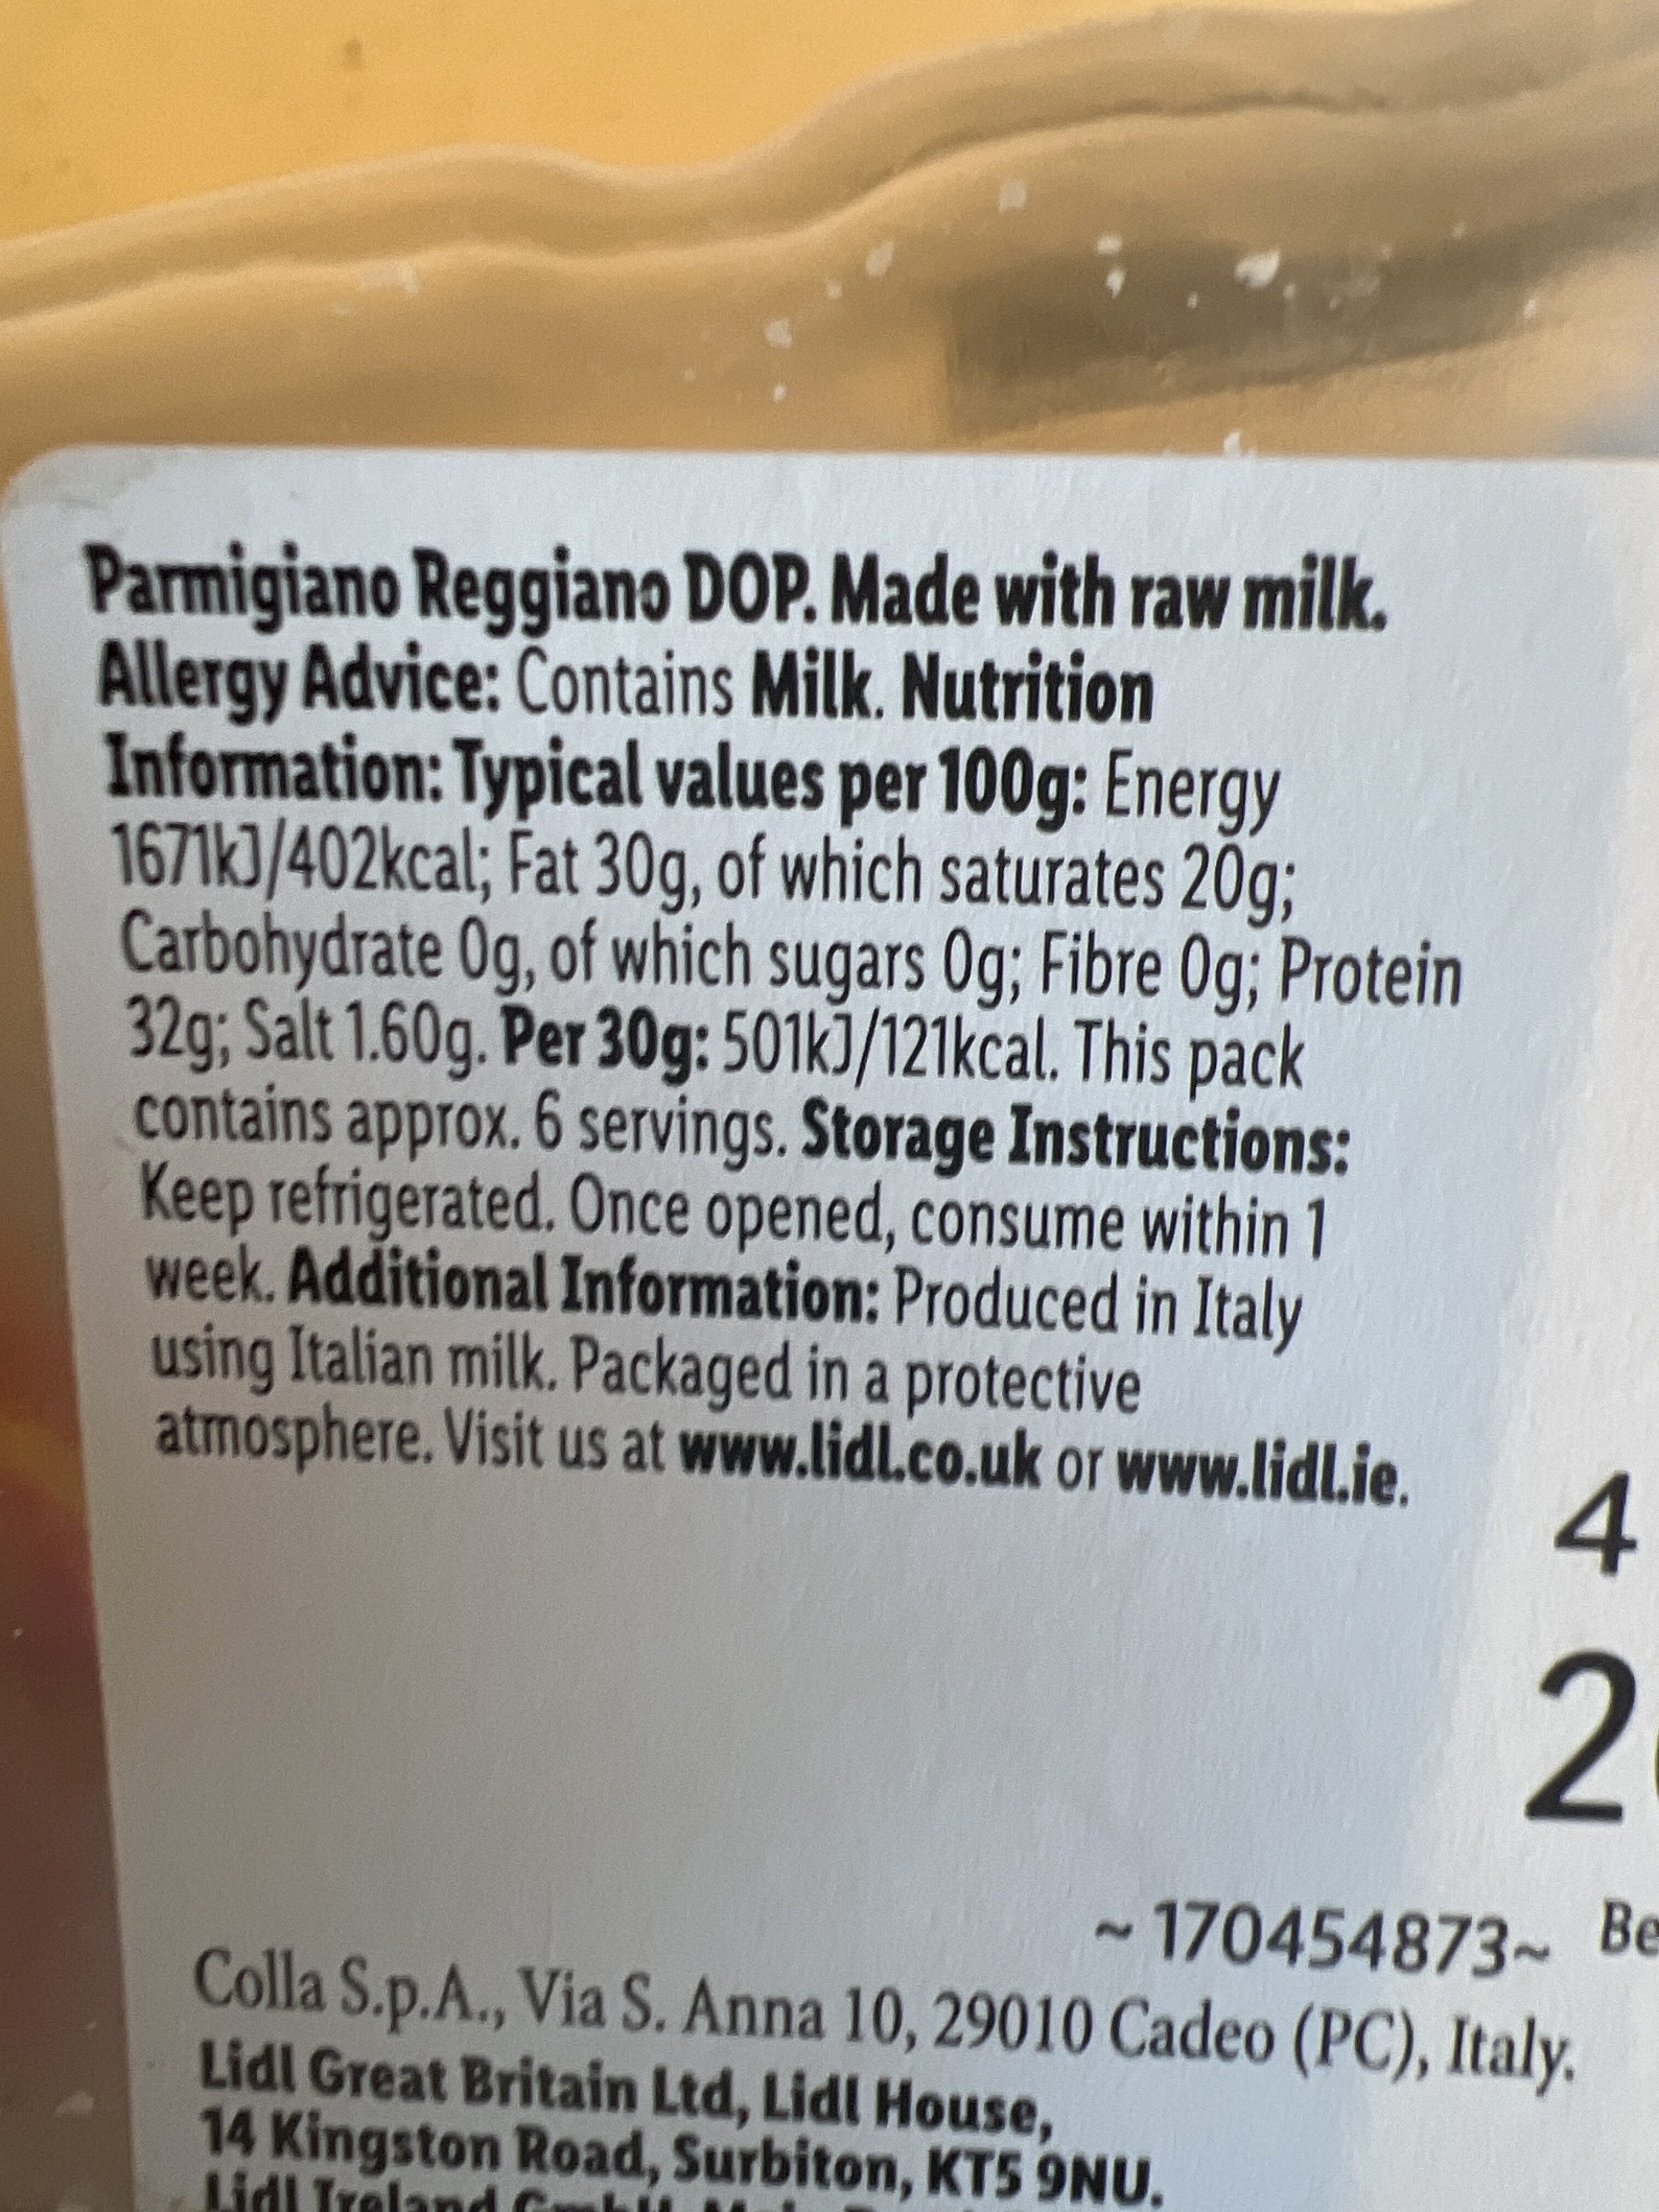 Parmigiano Reggiano DOP. Made with raw milk.
Allergy Advice: Contains Milk. Nutrition
Information: Typical values per 100g: Energy
1671kJ/402kcal; Fat 30g, of which saturates 20g;
Carbohydrate 0g, of which sugars 0g; Fibre 0g; Protein
32g; Salt 1.60g. Per 30g: 501kJ/121kcal. This pack
contains approx. 6 servings. Storage Instructions:
Keep refrigerated. Once opened, consume within 1
week. Additional Information: Produced in Italy
using Italian milk. Packaged in a protective
atmosphere. Visit us at www.lidl.co.uk or www.lidl.ie.
4
2
~170454873~ Be
Colla S.p.A., Via S. Anna 10, 29010 Cadeo (PC), Italy.
Lidl Great Britain Ltd, Lidl House,
14 Kingston Road, Surbiton, KT5 9NU.
Lidl Ireland GmbH, Main